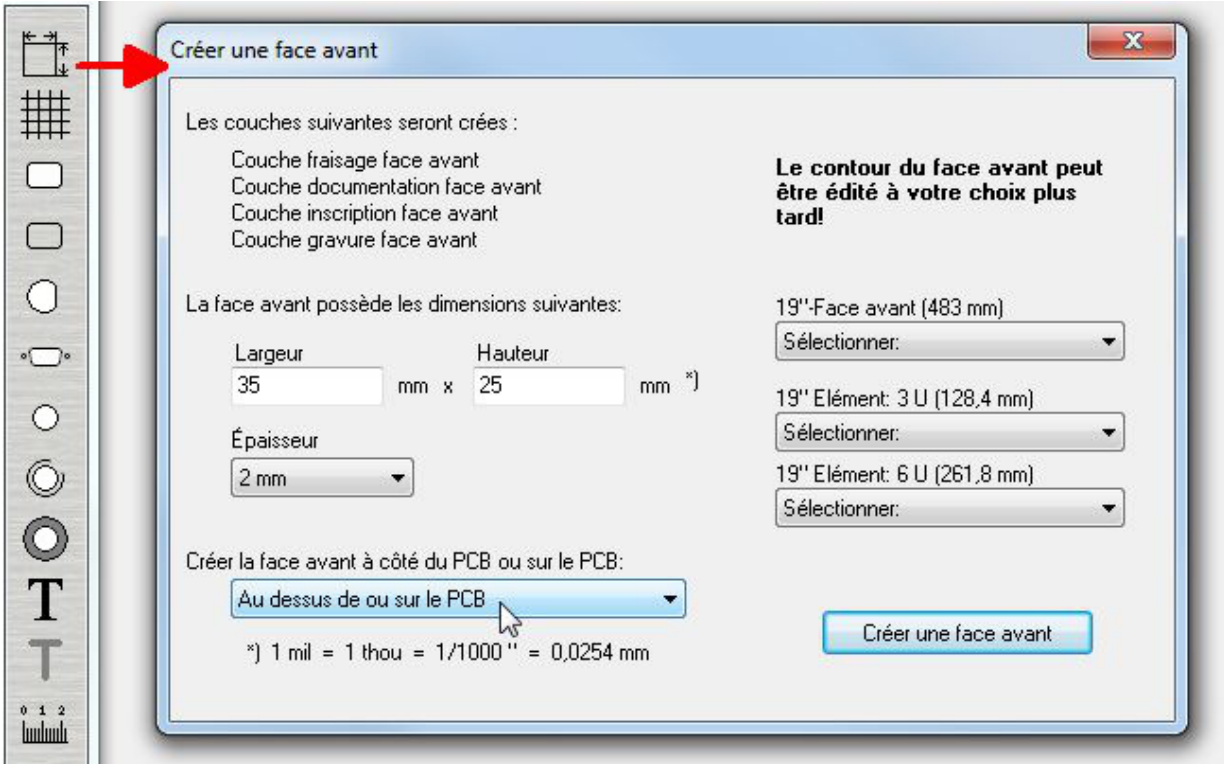 Créer une face avant
Les couches suivantes seront crées :
Couche fraisage face avant
Couche documentation face avant
Couche inscription face avant
Couche gravure face avant
Le contour du face avant peut
être édité à votre choix plus
tard!
La face avant possède les dimensions suivantes:
Largeur
Hauteur
35 mm x 25 mm *)
Épaisseur
2 mm
19''-Face avant (483 mm)
Sélectionner:
19'' Elément: 3 U (128,4 mm)
Sélectionner:
19'' Elément: 6 U (261,8 mm)
Sélectionner:
Créer la face avant à côté du PCB ou sur le PCB:
Au dessus de ou sur le PCB
*) 1 mil = 1 thou = 1/1000 '' = 0,0254 mm
Créer une face avant
T
T
0 1 2